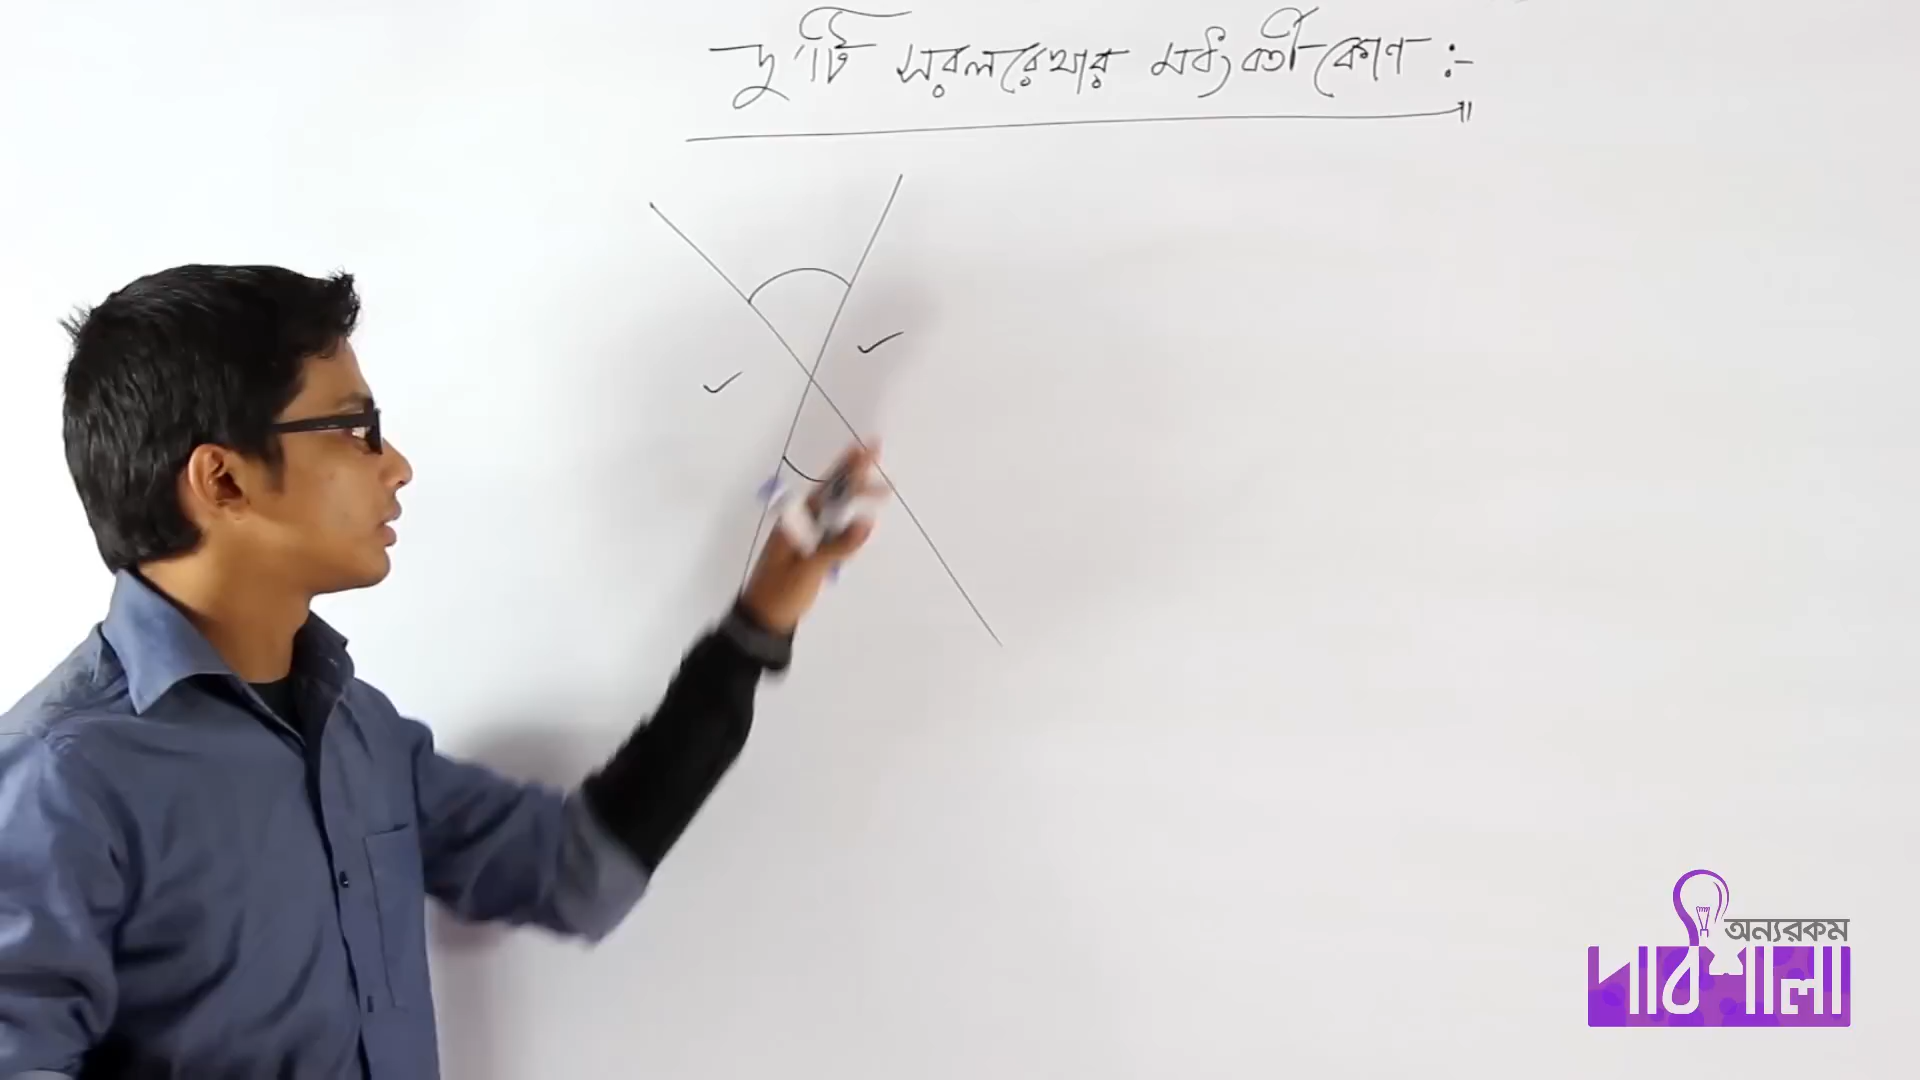 দু'টি সরলরেখার মধ্যবর্তী কোণ :-
অন্যরকম
পাঠশালা